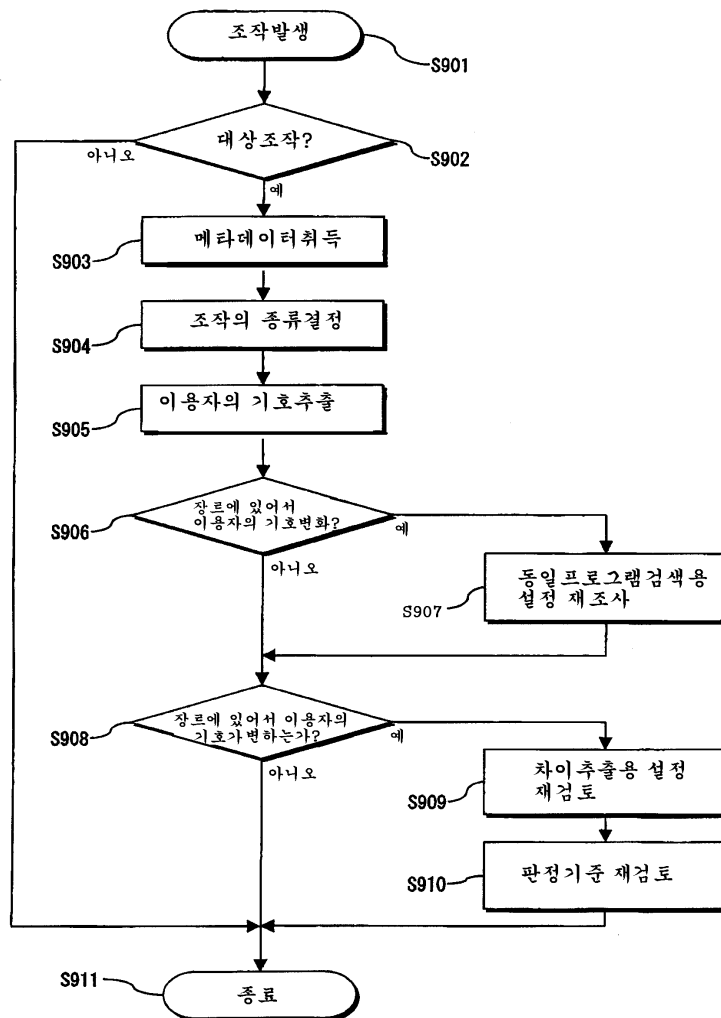 조작발생
S901
대상조작?
S902
아니오
예
메타데이터취득
S903
조작의 종류결정
S904
이용자의 기호추출
S905
장르에 있어서
이용자의 기호변화?
S906
예
아니오
동일프로그램검색용
설정 재조사
S907
장르에 있어서 이용자의
기호가 변하는가?
S908
예
아니오
차이추출용 설정
재검토
S909
판정기준 재검토
S910
S911
종료